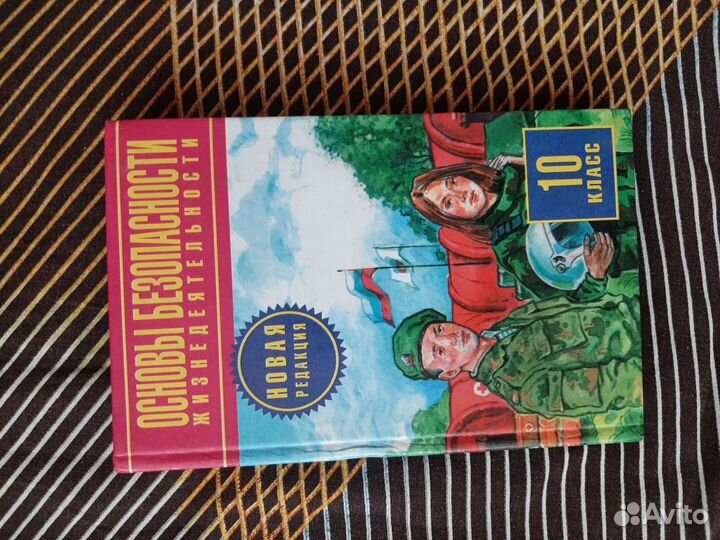 ОСНОВЫ БЕЗОПАСНОСТИ
ЖИЗНЕДЕЯТЕЛЬНОСТИ
НОВАЯ
РЕДАКЦИЯ
10
КЛАСС
Avito